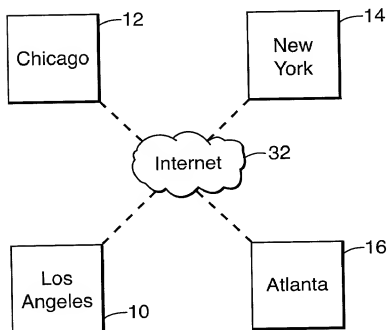 12
Chicago
14
New
York
Internet
32
Los
Angeles
10
16
Atlanta